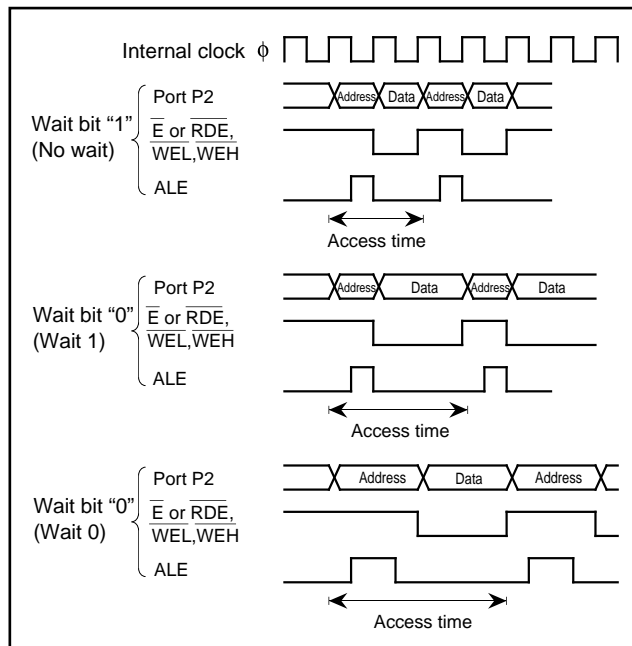 Internal clock ϕ
Port P2
Address Data Address Data
Wait bit “1”
(No wait)
E or RDE,
WEL,WEH
ALE
Access time
Port P2
Address Data Address Data
Wait bit “0”
(Wait 1)
E or RDE,
WEL,WEH
ALE
Access time
Port P2
Address Data Address
Wait bit “0”
(Wait 0)
E or RDE,
WEL,WEH
ALE
Access time